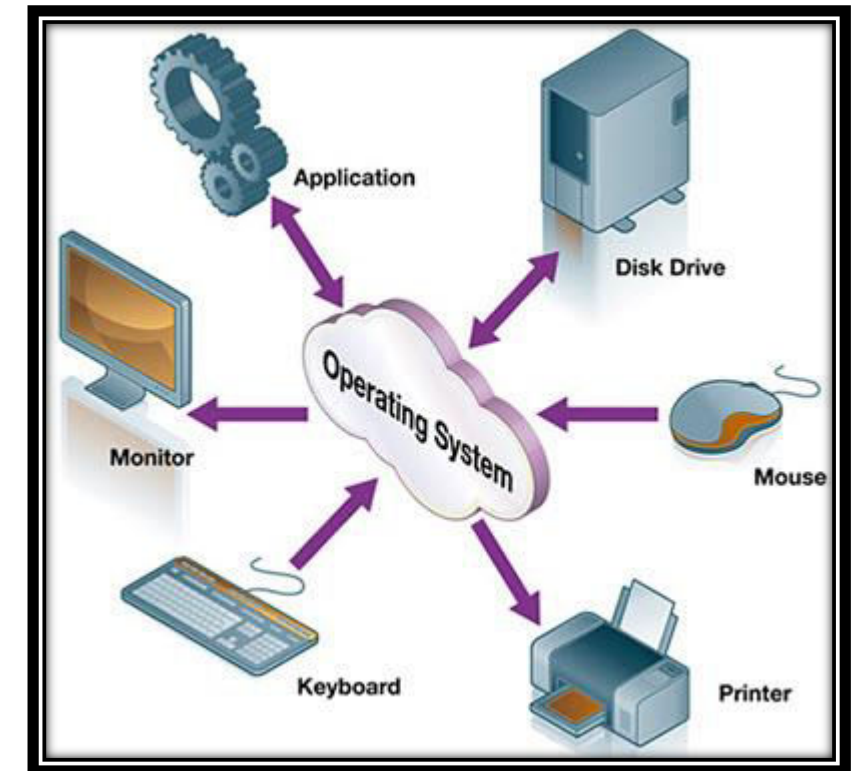 Application
Disk Drive
Operating System
Monitor
Mouse
Keyboard
Printer